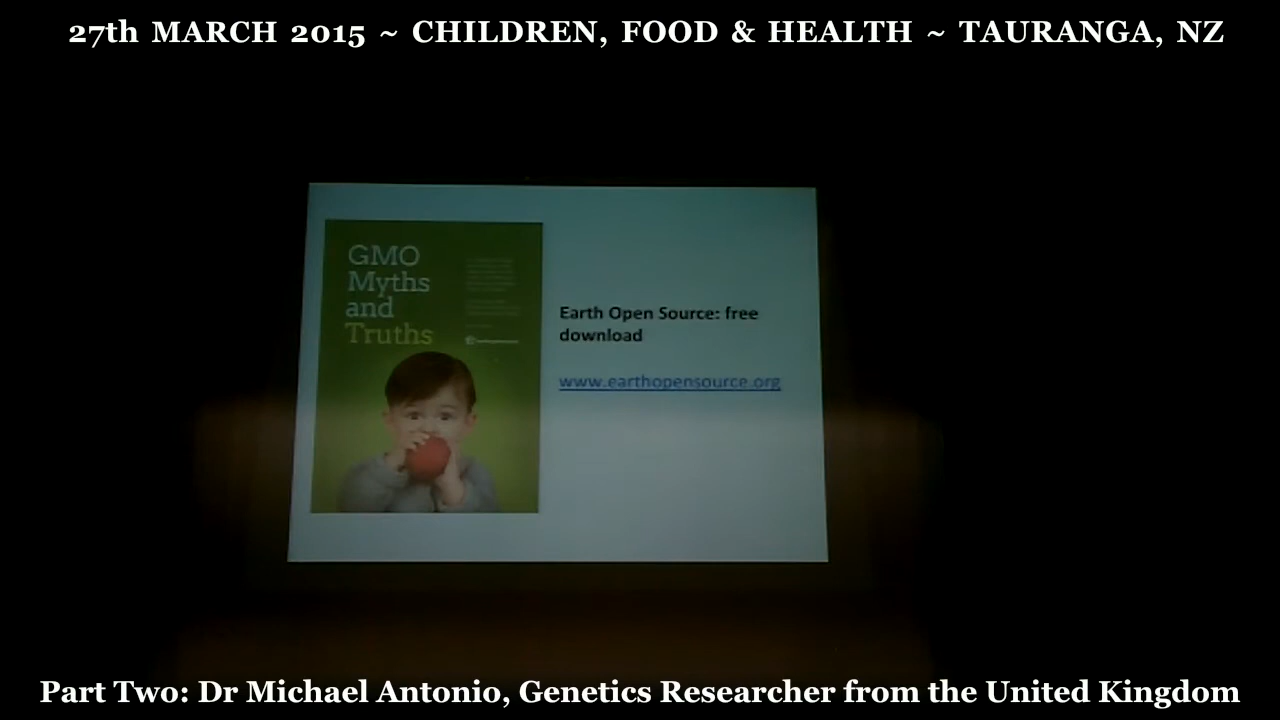 27th MARCH 2015 ~ CHILDREN, FOOD & HEALTH ~ TAURANGA, NZ
GMO
Myths
and
Truths
Earth Open Source: free
download
www.earthopensource.org
Part Two: Dr Michael Antonio, Genetics Researcher from the United Kingdom